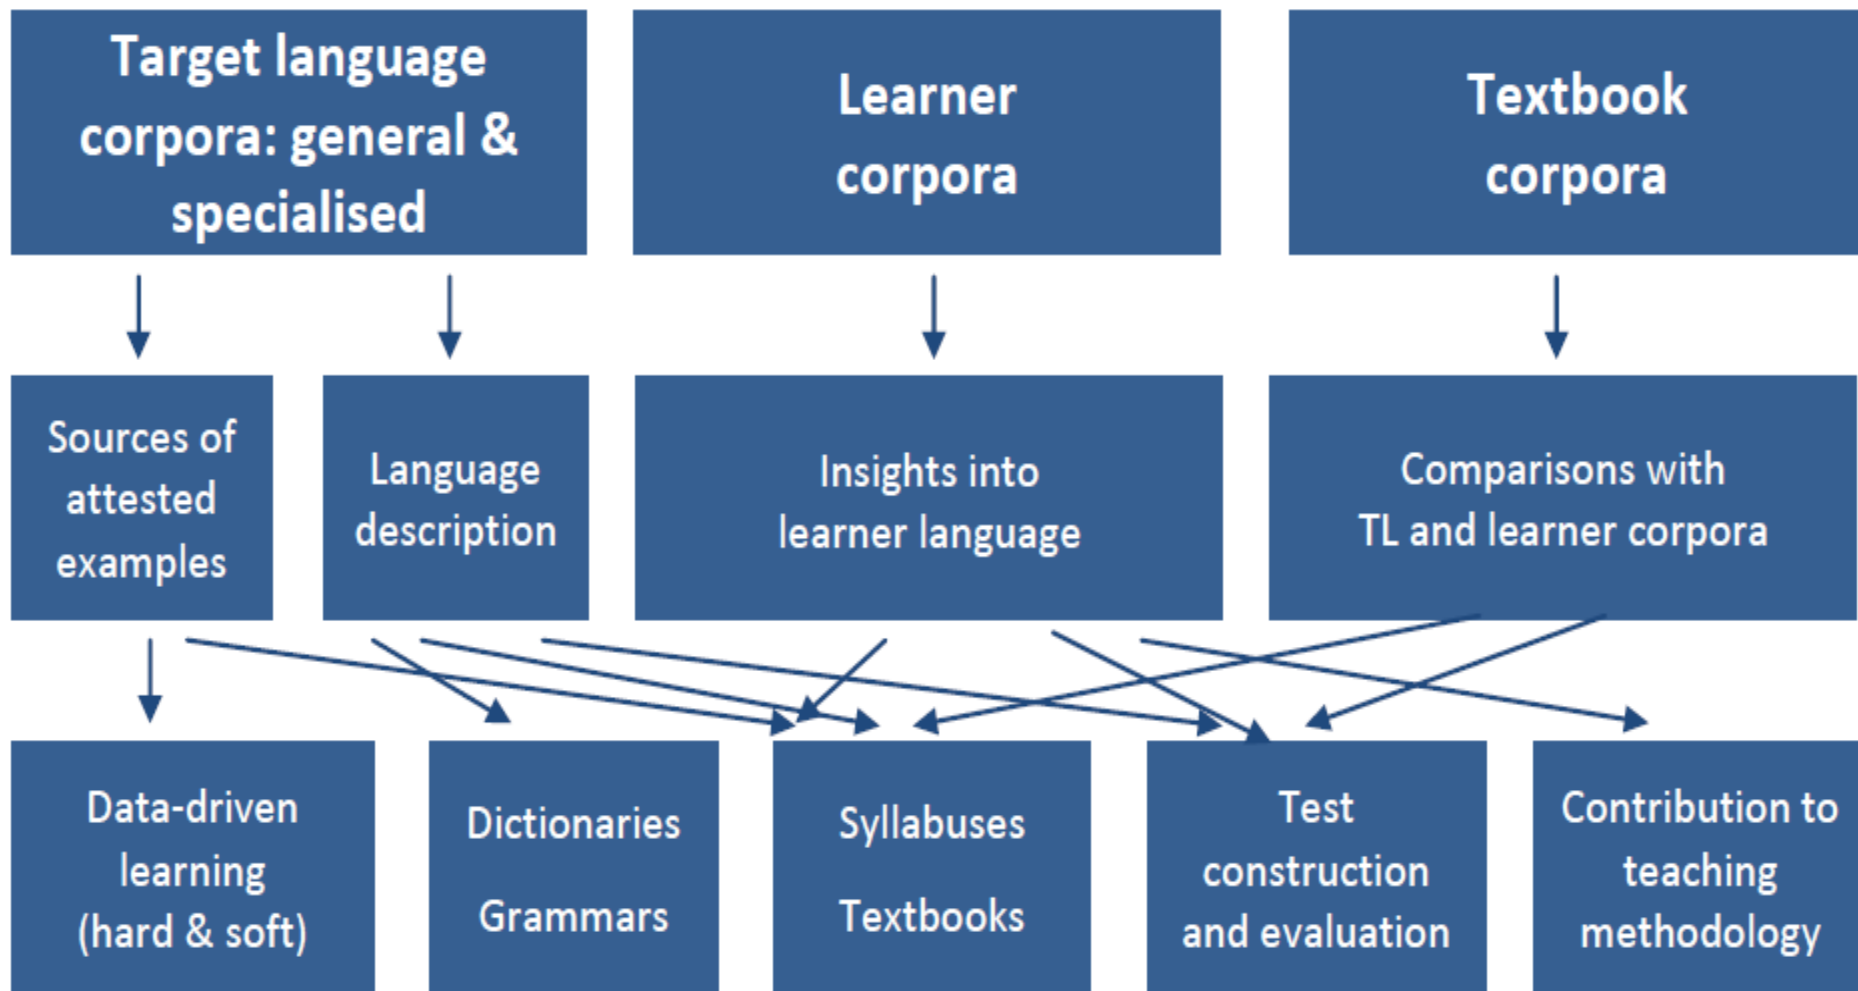 Target language
corpora: general &
specialised
Learner
corpora
Textbook
corpora
Sources of
attested
examples
Language
description
Insights into
learner language
Comparisons with
TL and learner corpora
Data-driven
learning
(hard & soft)
Dictionaries
Grammars
Syllabuses
Textbooks
Test
construction
and evaluation
Contribution to
teaching
methodology